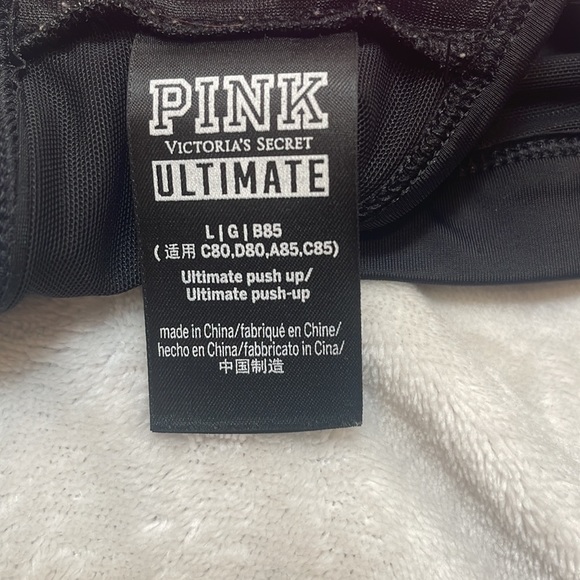 PINK
VICTORIA'S SECRET
ULTIMATE
L|G|B85
(适用 C80,D80,A85,C85)
Ultimate push up/
Ultimate push-up
made in China/fabriqué en Chine/
hecho en China/fabbricato in Cina/
中国制造